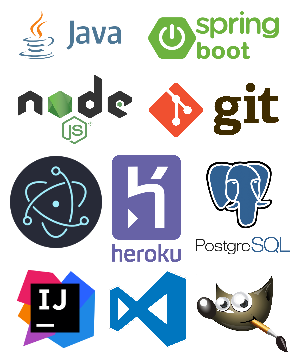 Java
spring
boot
node
JS
git
heroku
PostgreSQL
IJ